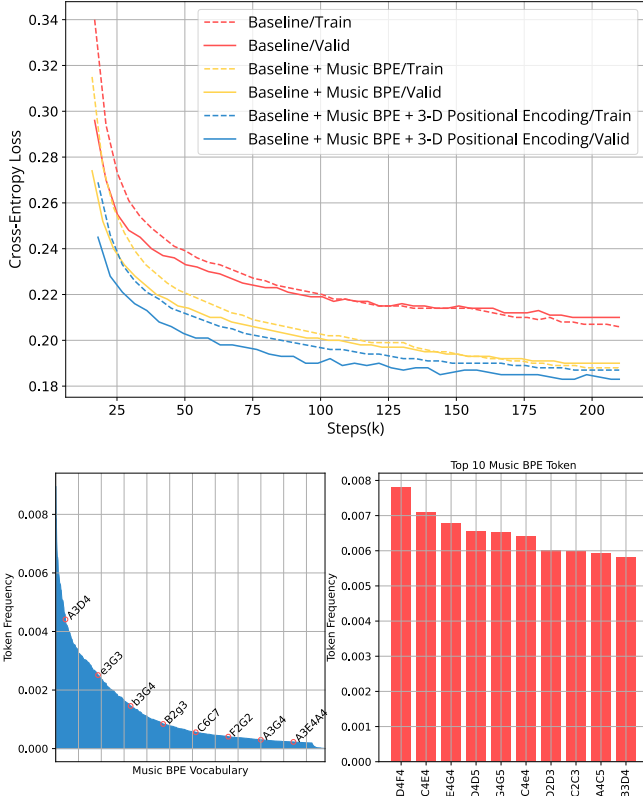 0.34
0.32
0.30
0.28
0.26
0.24
0.22
0.20
0.18
Cross-Entropy Loss
Baseline/Train
Baseline/Valid
Baseline + Music BPE/Train
Baseline + Music BPE/Valid
Baseline + Music BPE + 3-D Positional Encoding/Train
Baseline + Music BPE + 3-D Positional Encoding/Valid
25 50 75 100 125 150 175 200
Steps(k)
0.008
0.006
0.004
0.002
0.000
Token Frequency
A3D4
e3G3
b3G4
B2g3
C6C7
F2G2
A3G4
A3E4A4
Music BPE Vocabulary
Top 10 Music BPE Token
0.008
0.007
0.006
0.005
0.004
0.003
0.002
0.001
0.000
Token Frequency
D4F4
C4E4
E4G4
D4D5
G4G5
C4e4
D2D3
C2C3
A4C5
B3D4